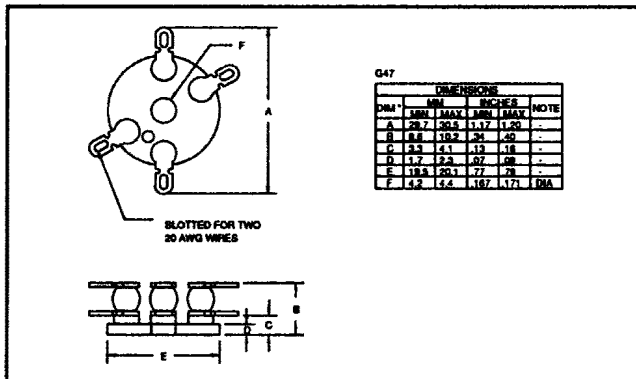 F
A
SLOTTED FOR TWO
20 AWG WIRES
B
C
D
E
G47
DIMENSIONS
DIM * MM INCHES NOTE
MIN MAX MIN MAX
A 29.7 30.5 1.17 1.20 -
B 8.6 10.2 .34 .40 -
C 3.3 4.1 .13 .16 -
D 1.7 2.3 .07 .09 -
E 19.5 20.1 .77 .79 -
F 4.2 4.4 .167 .171 DIA